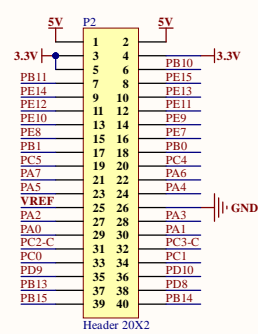 5V P2 5V
1 2
3.3V 3 4 3.3V
5 6 PB10
PB11 7 8 PE15
PE14 9 10 PE13
PE12 11 12 PE11
PE10 13 14 PE9
PE8 15 16 PE7
PB1 17 18 PB0
PC5 19 20 PC4
PA7 21 22 PA6
PA5 23 24 PA4
VREF 25 26 GND
PA2 27 28 PA3
PA0 29 30 PA1
PC2-C 31 32 PC3-C
PC0 33 34 PC1
PD9 35 36 PD10
PB13 37 38 PD8
PB15 39 40 PB14
Header 20X2